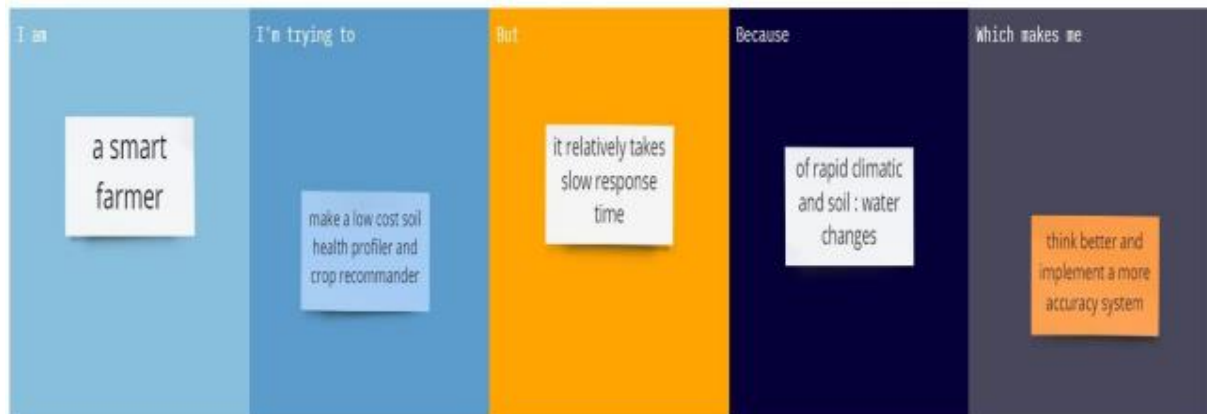 I am
a smart
farmer
I'm trying to
make a low cost soil
health profiler and
crop recommander
But
it relatively takes
slow response
time
Because
of rapid climatic
and soil : water
changes
Which makes me
think better and
implement a more
accuracy system